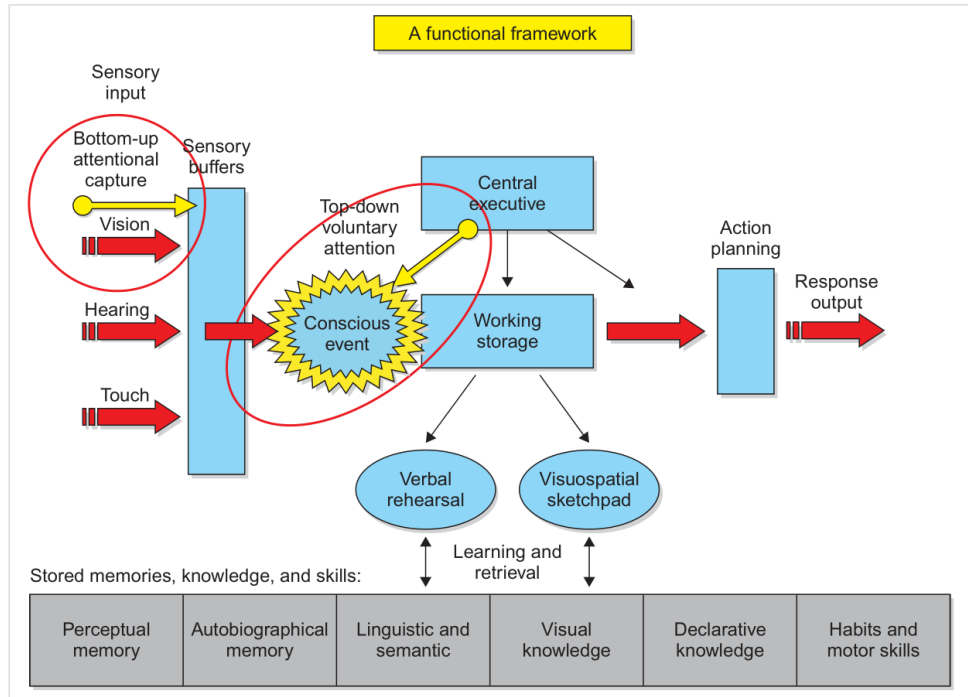 A functional framework
Sensory
input
Bottom-up
attentional
capture
Sensory
buffers
Vision
Hearing
Touch
Top-down
voluntary
attention
Central
executive
Conscious
event
Working
storage
Action
planning
Response
output
Verbal
rehearsal
Visuospatial
sketchpad
Learning and
retrieval
Stored memories, knowledge, and skills:
Perceptual
memory
Autobiographical
memory
Linguistic and
semantic
Visual
knowledge
Declarative
knowledge
Habits and
motor skills